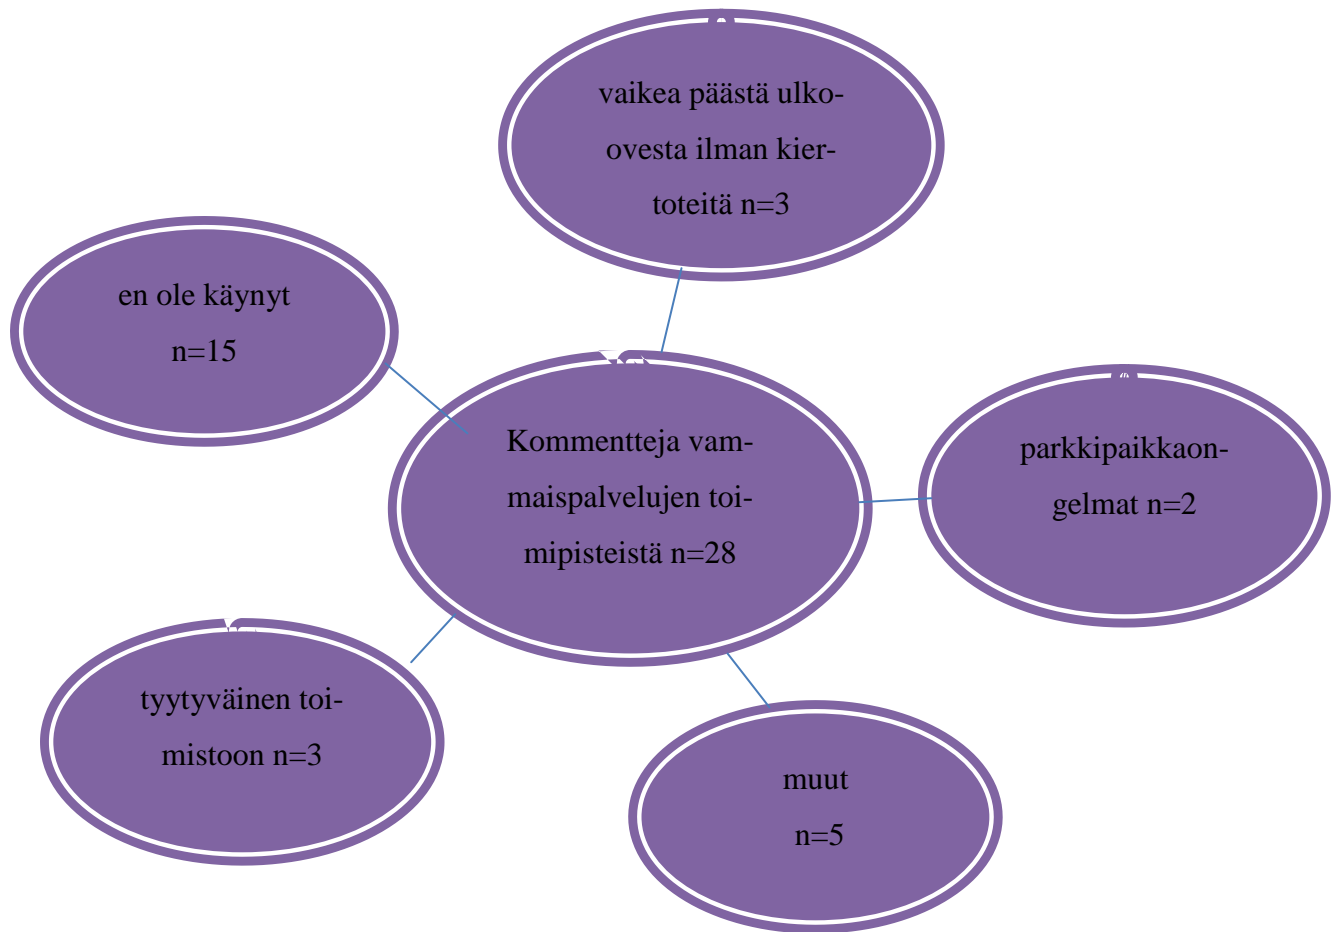 vaikea päästä ulko-
ovesta ilman kier-
toteitä n=3
en ole käynyt
n=15
Kommentteja vam-
maispalvelujen toi-
mipisteistä n=28
parkkipaikkaon-
gelmat n=2
tyytyväinen toi-
mistoon n=3
muut
n=5